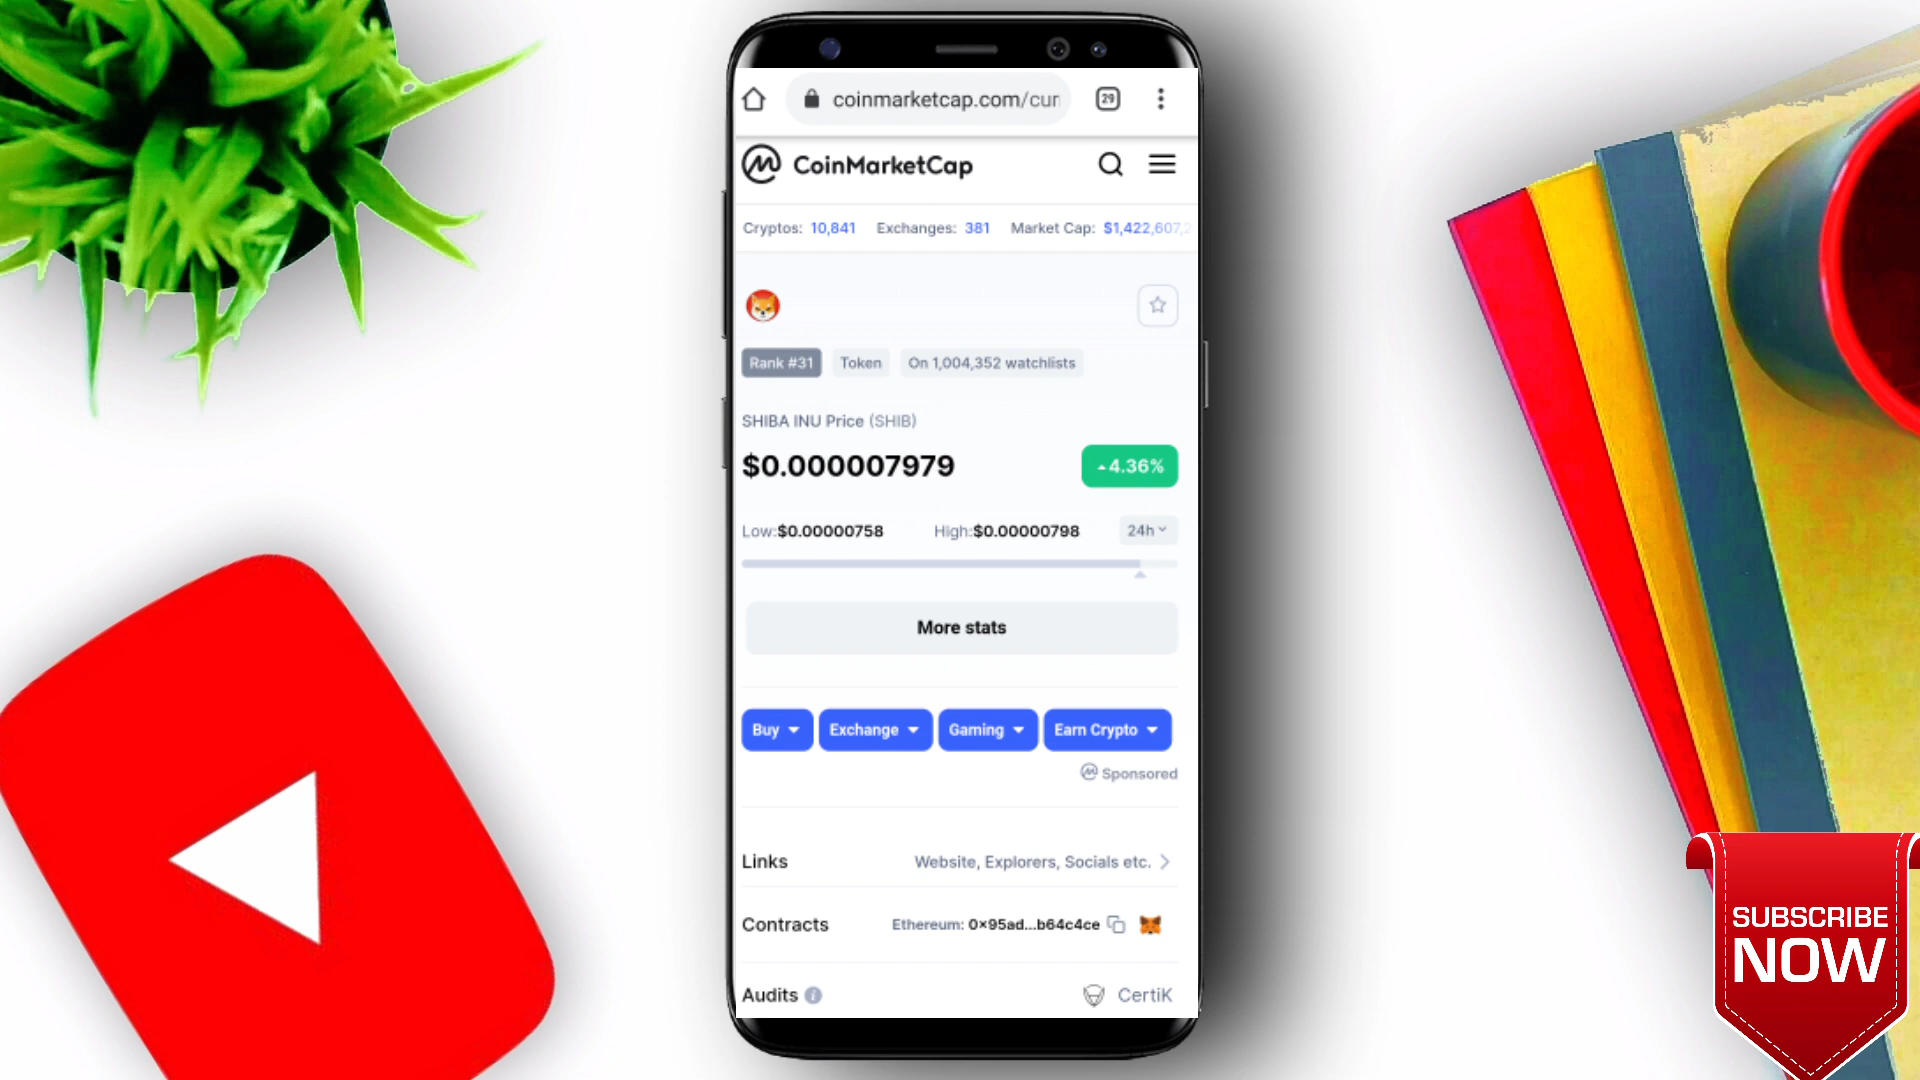 coinmarketcap.com/cur
29
CoinMarketCap
Cryptos: 10,841 Exchanges: 381 Market Cap: $1,422,607,2
Rank #31 Token On 1,004,352 watchlists
SHIBA INU Price (SHIB)
$0.000007979 4.36%
Low:$0.00000758 High:$0.00000798 24h
More stats
Buy Exchange Gaming Earn Crypto
Sponsored
Links Website, Explorers, Socials etc.
Contracts Ethereum: 0×95ad...b64c4ce
Audits CertiK
SUBSCRIBE
NOW